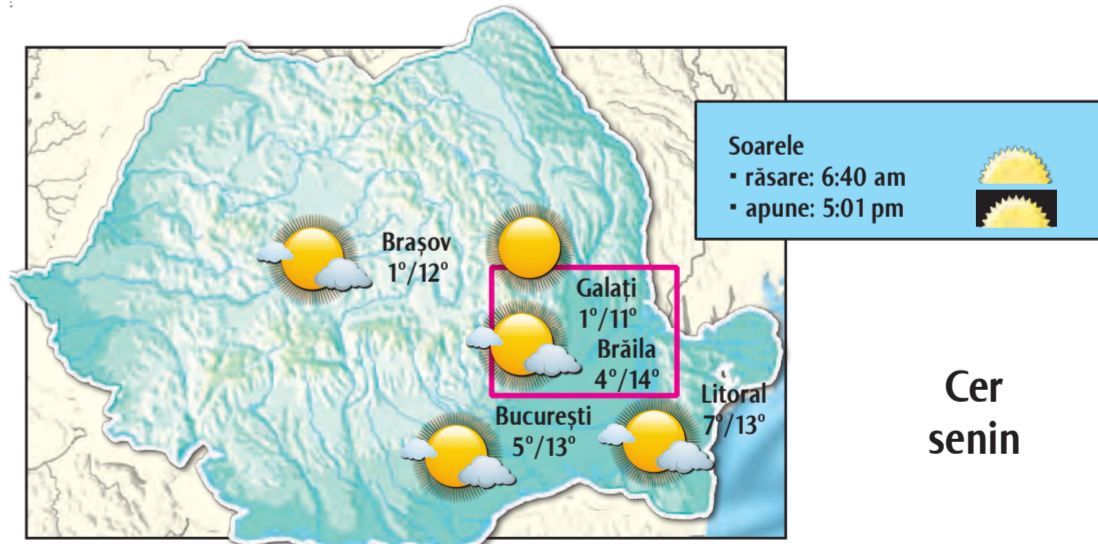 Soarele
▪ răsare: 6:40 am
▪ apune: 5:01 pm
Brașov
1°/12°
Galați
1°/11°
Brăila
4°/14°
Litoral
7°/13°
București
5°/13°
Cer
senin